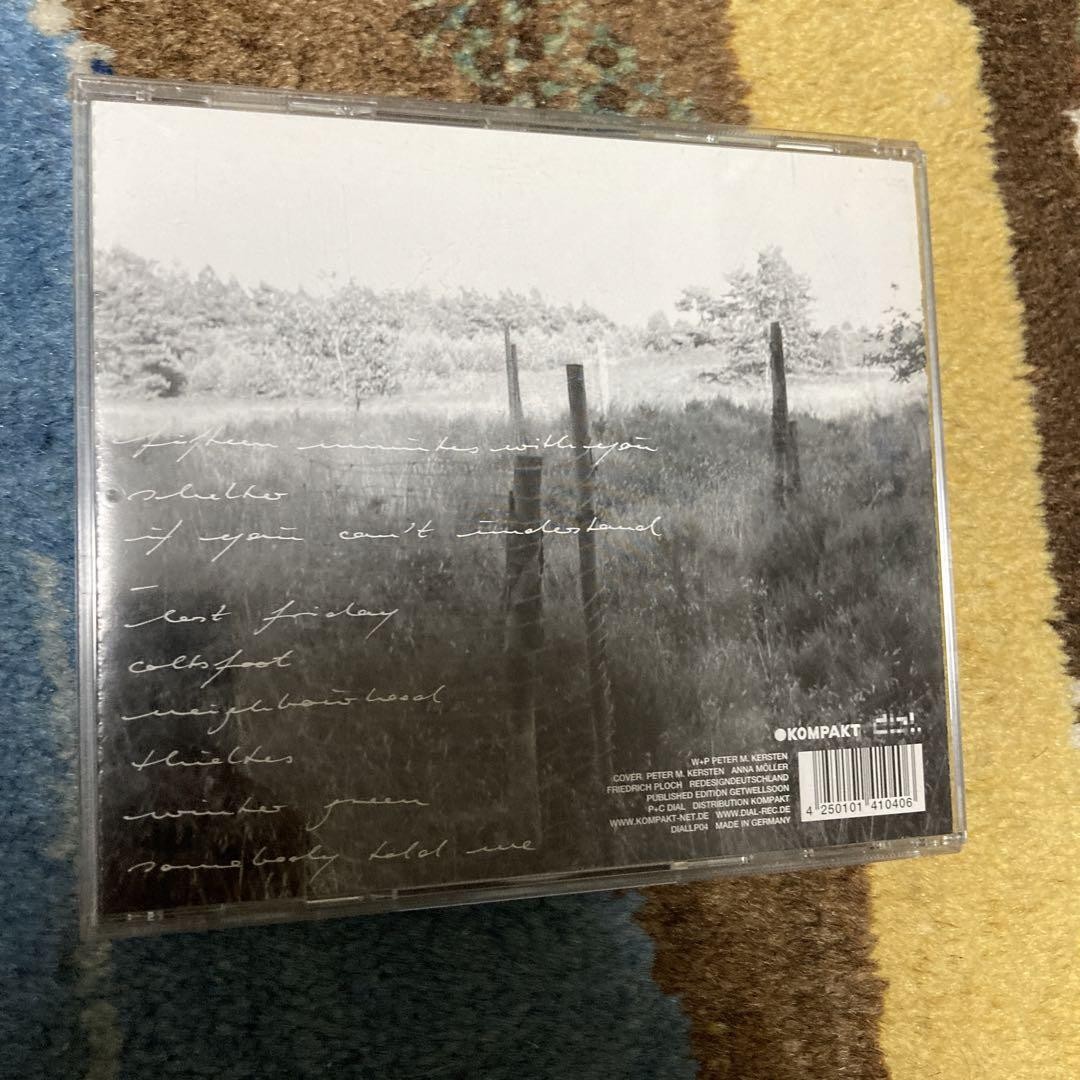 fifteen minutes with you
shelter
if you can't understand
–
last friday
coltsfoot
neighbourhood
thistles
winter green
somebody told me
KOMPAKT dial
W+P PETER M. KERSTEN
COVER: PETER M. KERSTEN ANNA MÖLLER
FRIEDRICH PLOCH REDESIGNDEUTSCHLAND
PUBLISHED EDITION GETWELLSOON
P+C DIAL DISTRIBUTION KOMPAKT
WWW.KOMPAKT-NET.DE WWW.DIAL-REC.DE
DIALLP04 MADE IN GERMANY
4 250101 410406